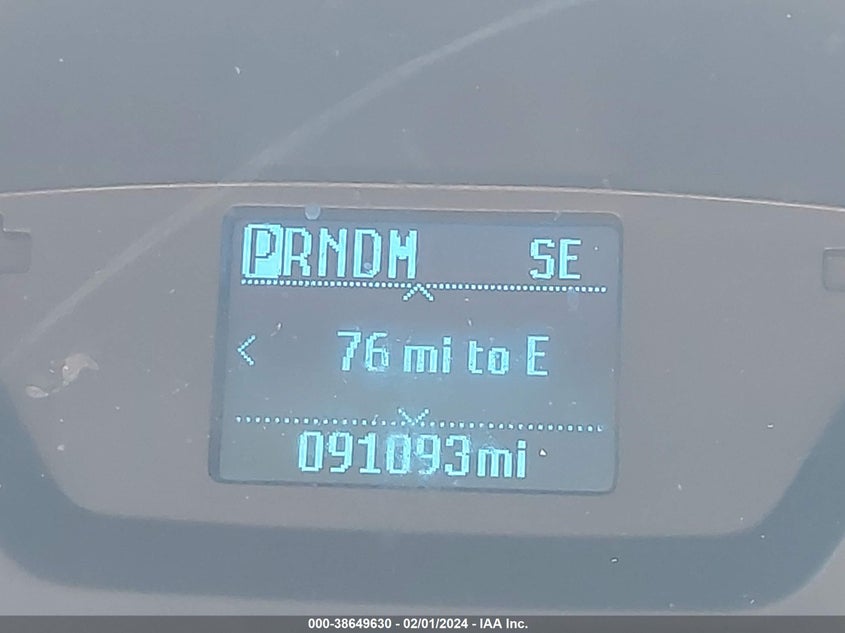 PRNDM SE
76 mi to E
091093mi
000-38649630 - 02/01/2024 - IAA Inc.